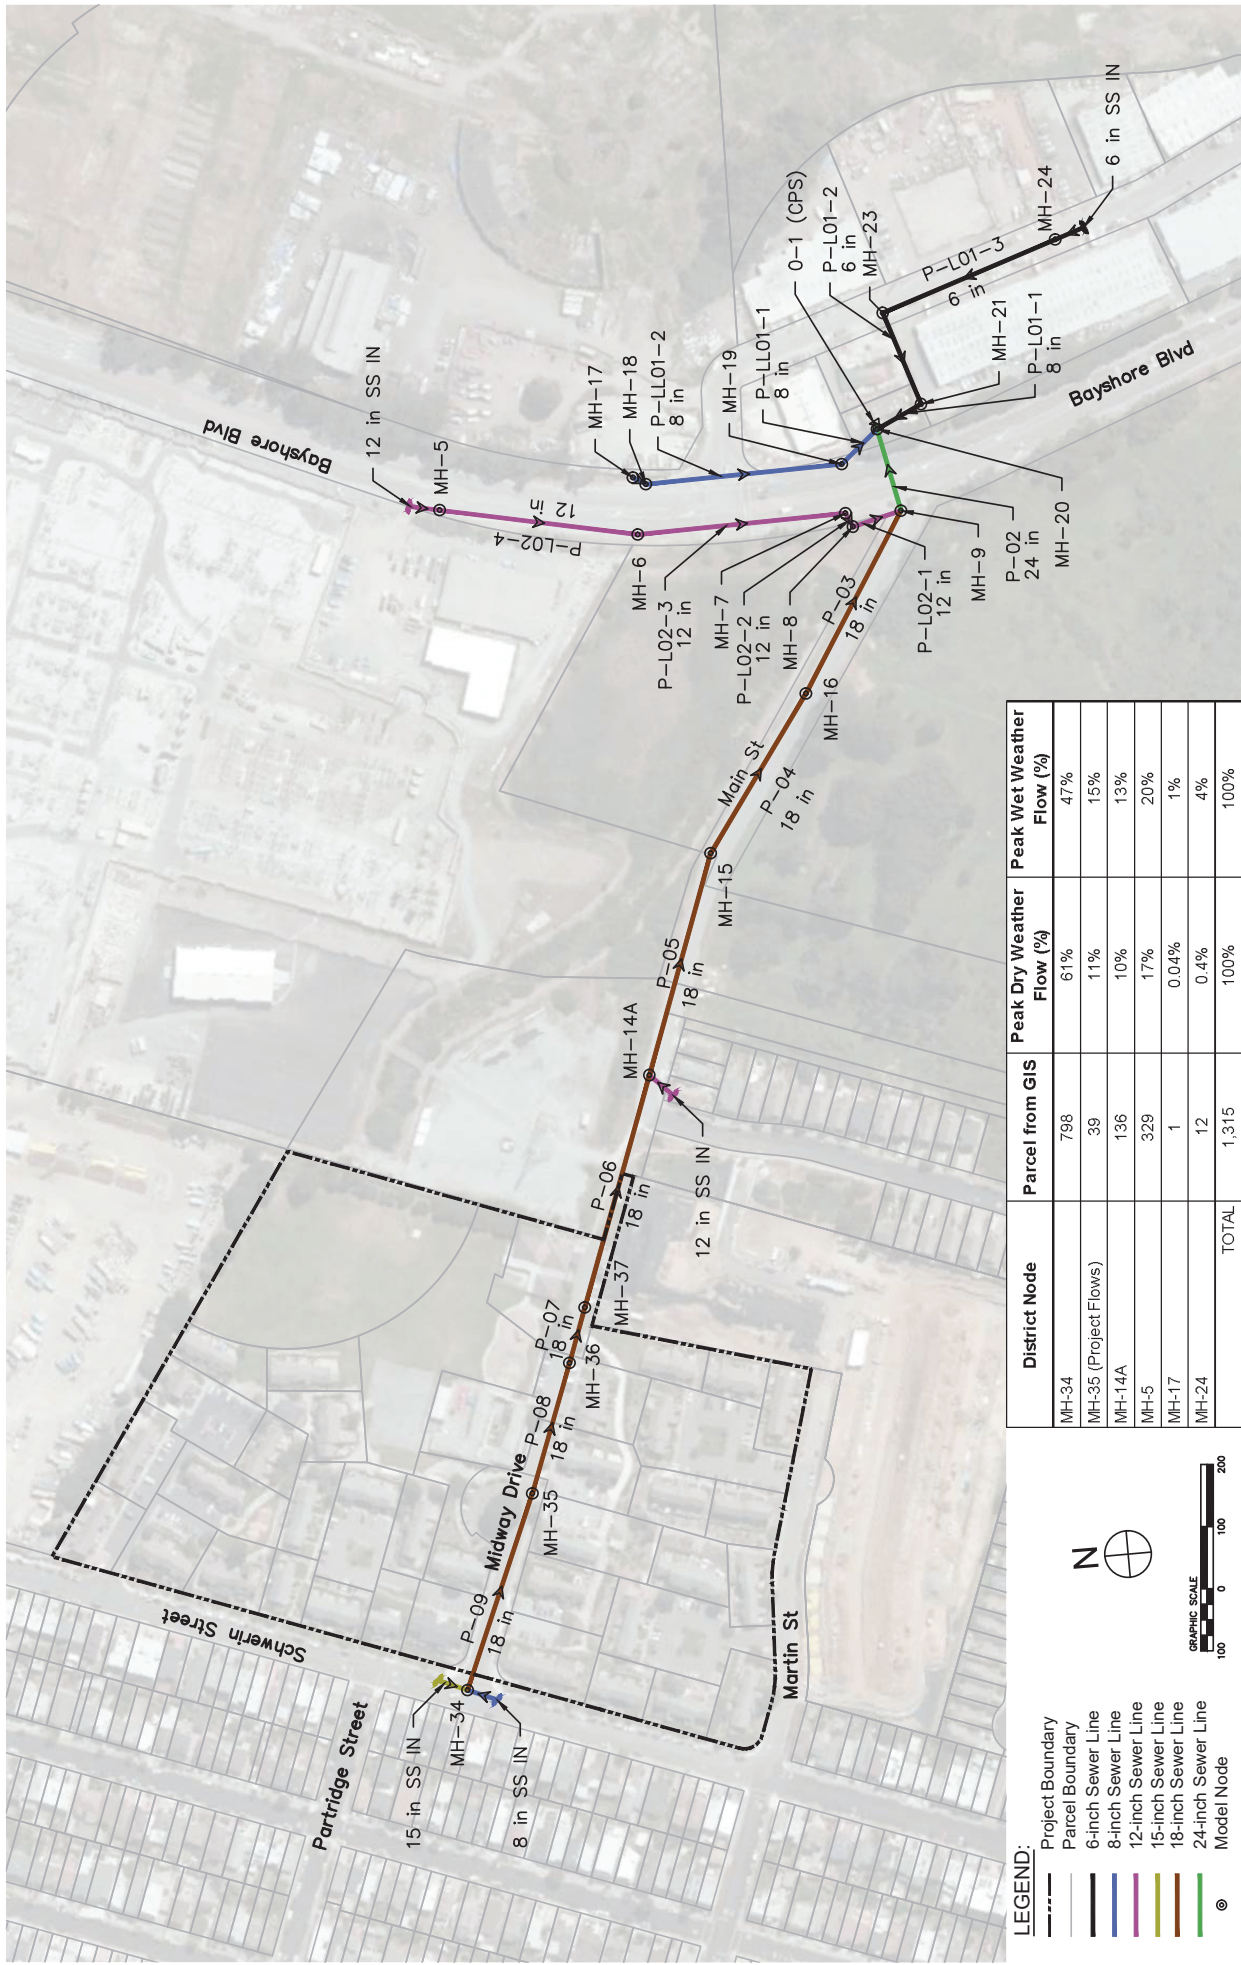 Schwerin Street
Partridge Street
15 in SS IN
MH-34
8 in SS IN
P-09
18 in
Midway Drive
MH-35
P-08
18 in
MH-36
P-07
18 in
MH-37
P-06
18 in
12 in SS IN
MH-14A
P-05
18 in
MH-15
Main St
P-04
18 in
MH-16
P-03
18 in
Martin St
Bayshore Blvd
12 in SS IN
MH-5
12 in
P-L02-4
MH-6
P-L02-3
12 in
MH-7
P-L02-2
12 in
MH-8
P-L02-1
12 in
MH-9
P-02
24 in
MH-20
MH-17
MH-18
P-LL01-2
8 in
MH-19
P-LL01-1
8 in
O-1 (CPS)
P-L01-2
6 in
MH-23
P-L01-3
6 in
MH-24
6 in SS IN
MH-21
P-L01-1
8 in
Bayshore Blvd
LEGEND:
Project Boundary
Parcel Boundary
6-inch Sewer Line
8-inch Sewer Line
12-inch Sewer Line
15-inch Sewer Line
18-inch Sewer Line
24-inch Sewer Line
Model Node
N
GRAPHIC SCALE
100 0 100 200
District Node Parcel from GIS Peak Dry Weather Flow (%) Peak Wet Weather Flow (%)
MH-34 798 61% 47%
MH-35 (Project Flows) 39 11% 15%
MH-14A 136 10% 13%
MH-5 329 17% 20%
MH-17 1 0.04% 1%
MH-24 12 0.4% 4%
TOTAL 1,315 100% 100%